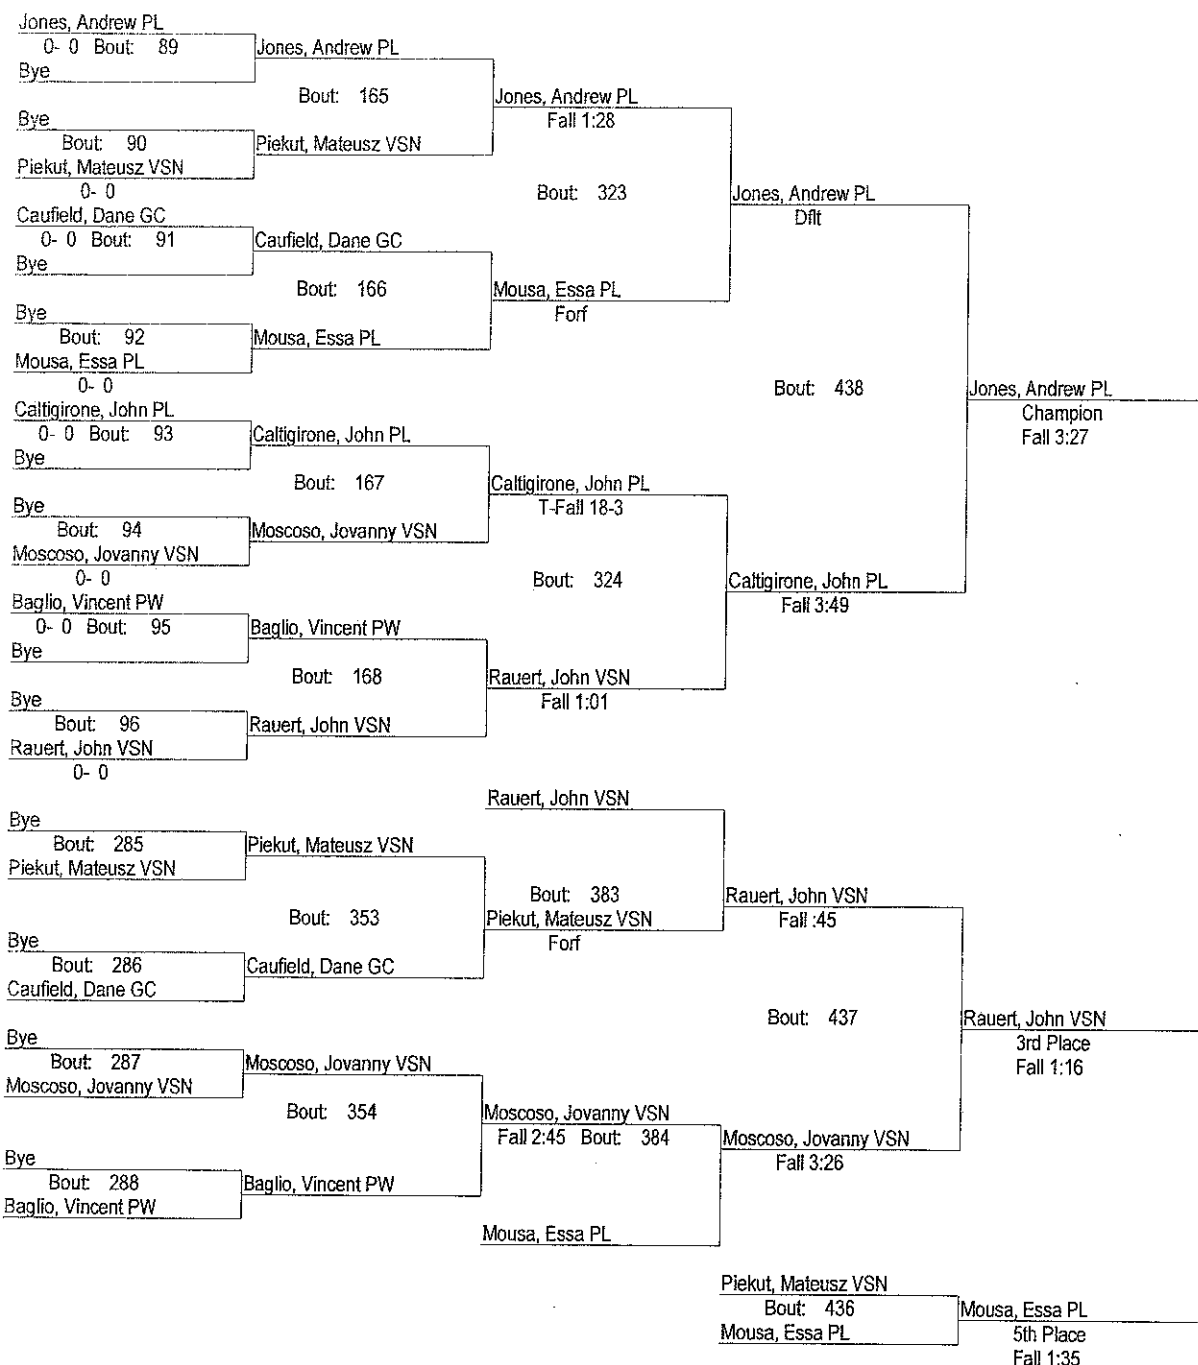 Jones, Andrew PL
0- 0 Bout: 89
Bye
Jones, Andrew PL
Bout: 165
Bye
Bout: 90
Piekut, Mateusz VSN
0- 0
Piekut, Mateusz VSN
Jones, Andrew PL
Fall 1:28
Bout: 323
Caufield, Dane GC
0- 0 Bout: 91
Bye
Caufield, Dane GC
Bout: 166
Bye
Bout: 92
Mousa, Essa PL
0- 0
Mousa, Essa PL
Mousa, Essa PL
Forf
Jones, Andrew PL
Dflt
Bout: 438
Caltigirone, John PL
0- 0 Bout: 93
Bye
Caltigirone, John PL
Bout: 167
Bye
Bout: 94
Moscoso, Jovanny VSN
0- 0
Moscoso, Jovanny VSN
Caltigirone, John PL
T-Fall 18-3
Bout: 324
Baglio, Vincent PW
0- 0 Bout: 95
Bye
Baglio, Vincent PW
Bout: 168
Bye
Bout: 96
Rauert, John VSN
0- 0
Rauert, John VSN
Rauert, John VSN
Fall 1:01
Caltigirone, John PL
Fall 3:49
Jones, Andrew PL
Champion
Fall 3:27
Rauert, John VSN
Bye
Bout: 285
Piekut, Mateusz VSN
Piekut, Mateusz VSN
Bout: 353
Bye
Bout: 286
Caufield, Dane GC
Caufield, Dane GC
Bout: 383
Piekut, Mateusz VSN
Forf
Rauert, John VSN
Fall :45
Bout: 437
Bye
Bout: 287
Moscoso, Jovanny VSN
Moscoso, Jovanny VSN
Bout: 354
Bye
Bout: 288
Baglio, Vincent PW
Baglio, Vincent PW
Moscoso, Jovanny VSN
Fall 2:45 Bout: 384
Mousa, Essa PL
Moscoso, Jovanny VSN
Fall 3:26
Rauert, John VSN
3rd Place
Fall 1:16
Piekut, Mateusz VSN
Bout: 436
Mousa, Essa PL
Mousa, Essa PL
5th Place
Fall 1:35